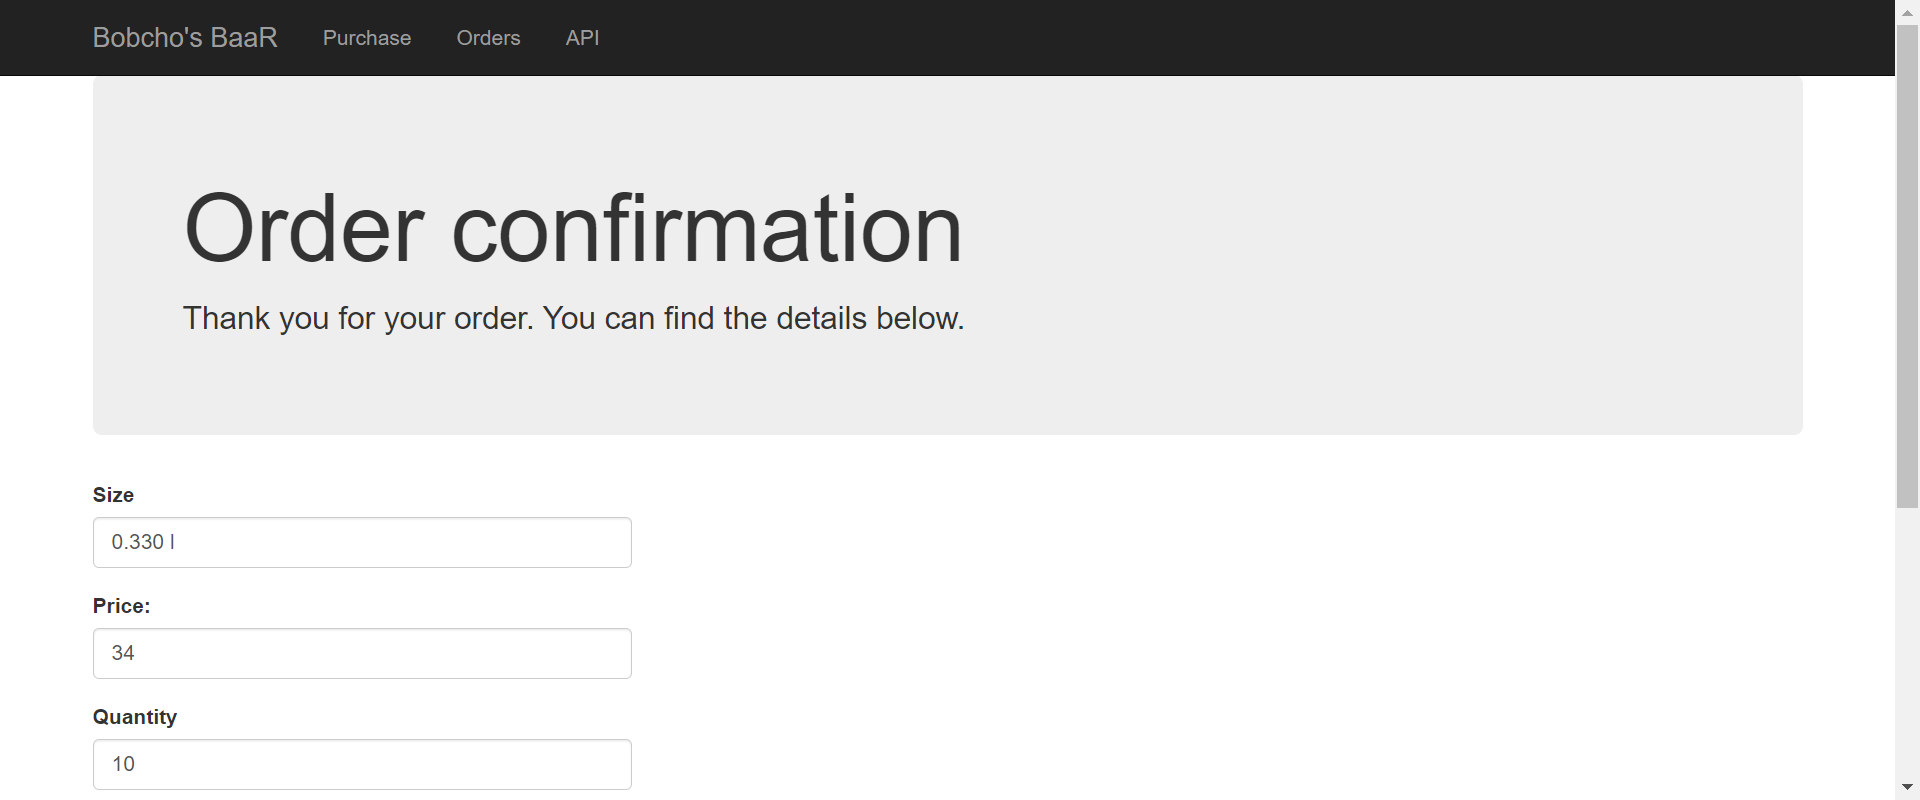 Bobcho's BaaR Purchase Orders API
Order confirmation
Thank you for your order. You can find the details below.
Size
0.330 l
Price:
34
Quantity
10